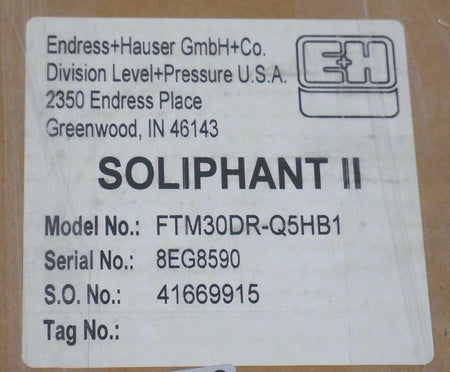 Endress+Hauser GmbH+Co.
Division Level+Pressure U.S.A.
2350 Endress Place
Greenwood, IN 46143
E+H
SOLIPHANT II
Model No.: FTM30DR-Q5HB1
Serial No.: 8EG8590
S.O. No.: 41669915
Tag No.: